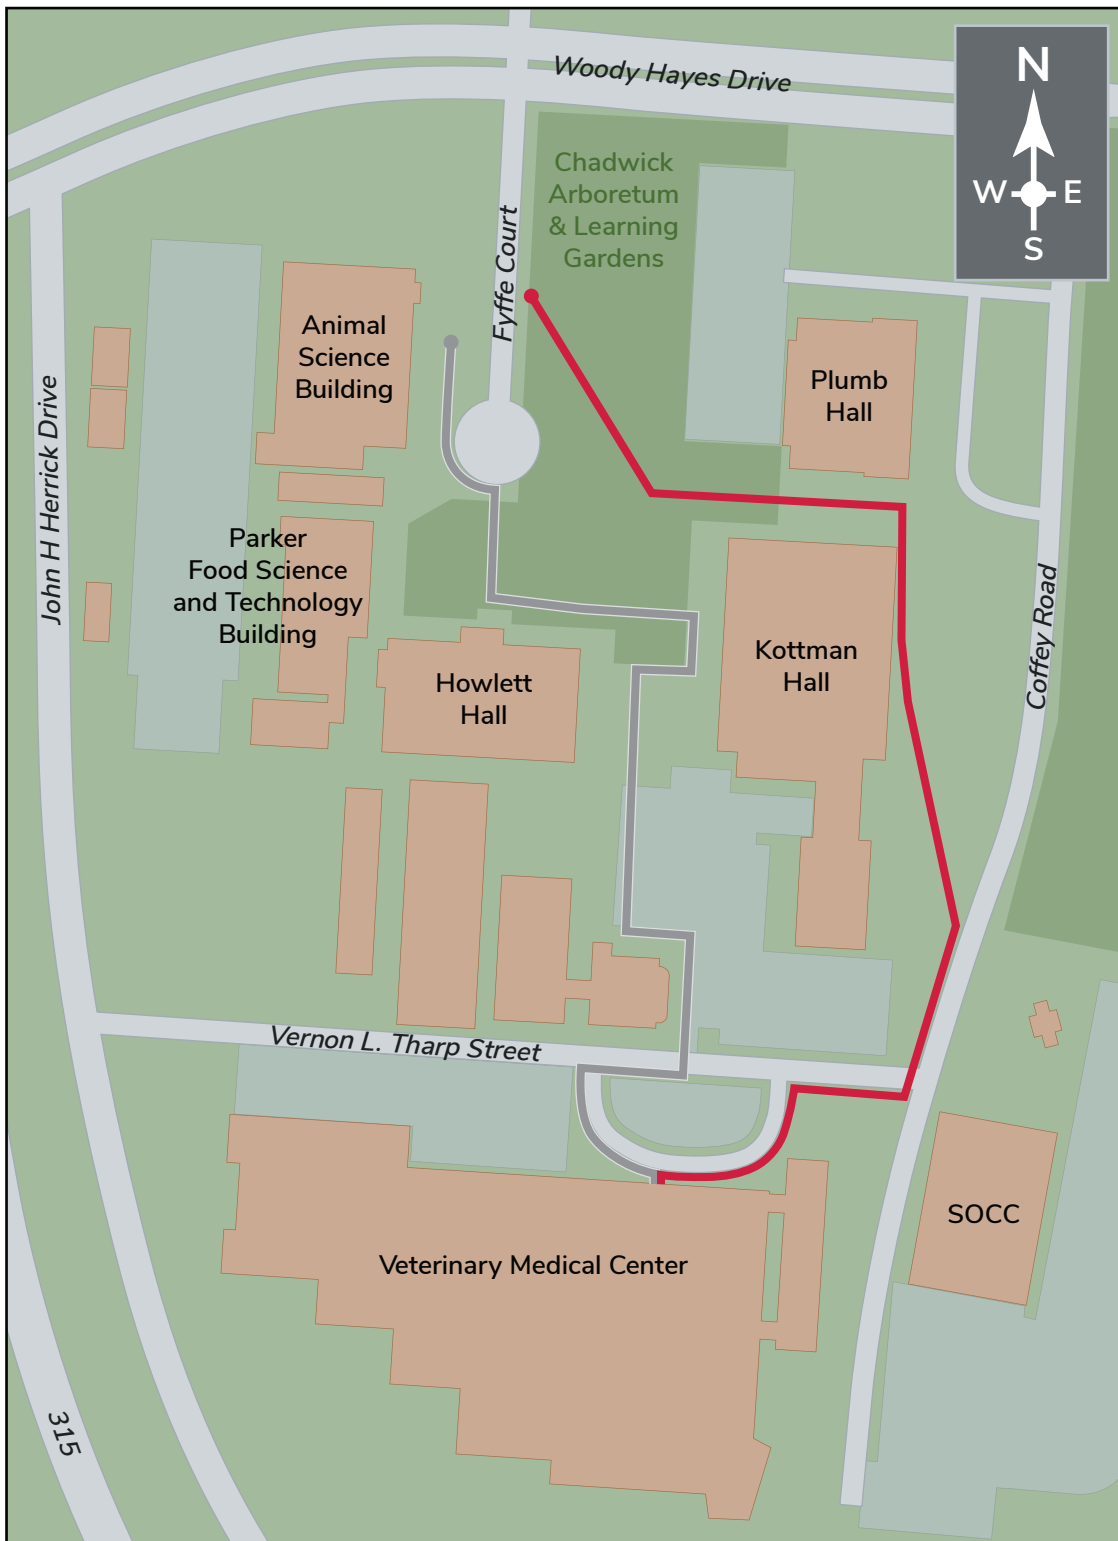 Woody Hayes Drive
N
W
E
S
Chadwick
Arboretum
& Learning
Gardens
Fyffe Court
Animal
Science
Building
Plumb
Hall
John H Herrick Drive
Parker
Food Science
and Technology
Building
Coffey Road
Kottman
Hall
Howlett
Hall
Vernon L. Tharp Street
SOCC
Veterinary Medical Center
315